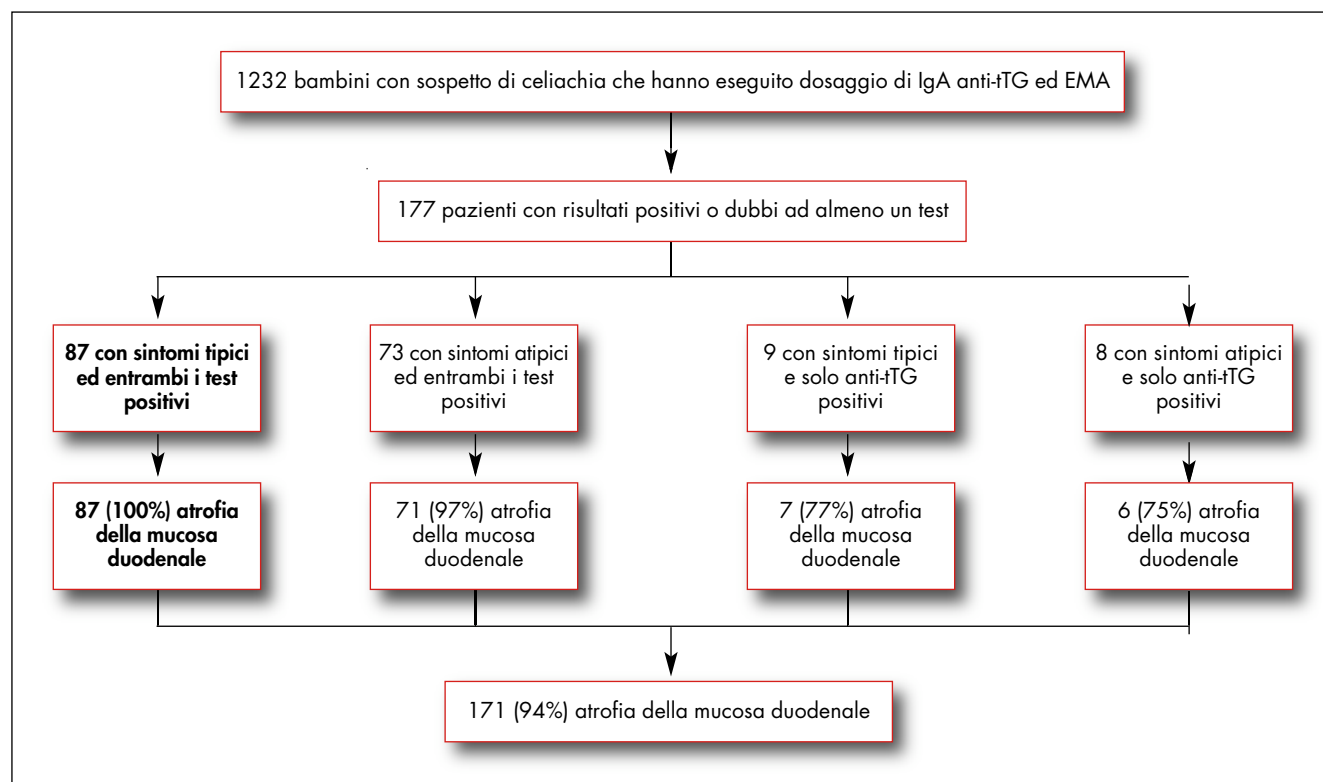 1232 bambini con sospetto di celiachia che hanno eseguito dosaggio di IgA anti-tTG ed EMA
177 pazienti con risultati positivi o dubbi ad almeno un test
87 con sintomi tipici
ed entrambi i test
positivi
73 con sintomi atipici
ed entrambi i test
positivi
9 con sintomi tipici
e solo anti-tTG
positivi
8 con sintomi atipici
e solo anti-tTG
positivi
87 (100%) atrofia
della mucosa
duodenale
71 (97%) atrofia
della mucosa
duodenale
7 (77%) atrofia
della mucosa
duodenale
6 (75%) atrofia
della mucosa
duodenale
171 (94%) atrofia della mucosa duodenale